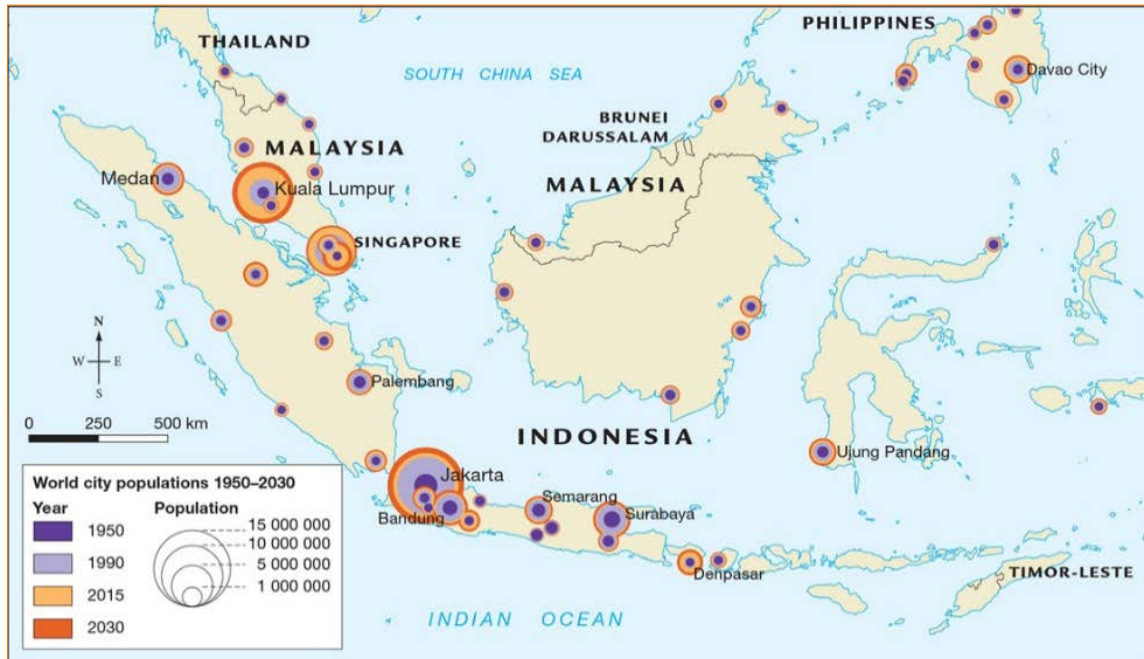 THAILAND
SOUTH CHINA SEA
PHILIPPINES
Davao City
BRUNEI
DARUSSALAM
MALAYSIA
MALAYSIA
Medan
Kuala Lumpur
SINGAPORE
N
W E
S
0 250 500 km
Palembang
INDONESIA
Ujung Pandang
Jakarta
Bandung
Semarang
Surabaya
Denpasar
TIMOR-LESTE
INDIAN OCEAN
World city populations 1950–2030
Year Population
1950
1990
2015
2030
15 000 000
10 000 000
5 000 000
1 000 000